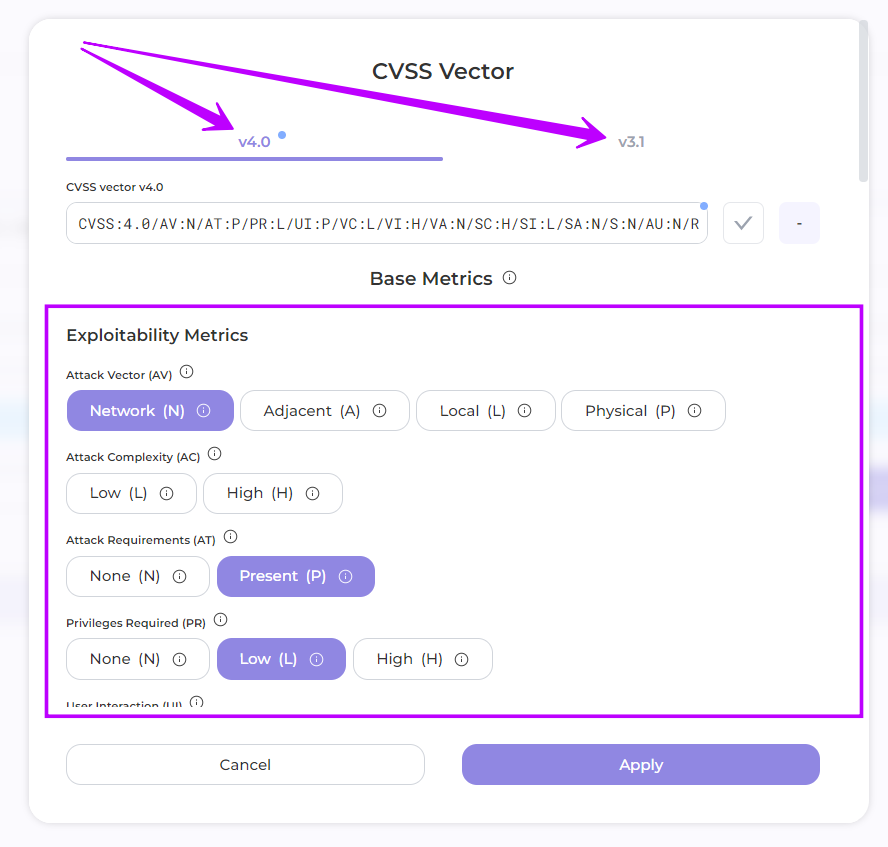 CVSS Vector
v4.0 v3.1
CVSS vector v4.0
CVSS:4.0/AV:N/AT:P/PR:L/UI:P/VC:L/VI:H/VA:N/SC:H/SI:L/SA:N/S:N/AU:N/R -
Base Metrics
Exploitability Metrics
Attack Vector (AV)
Network (N) Adjacent (A) Local (L) Physical (P)
Attack Complexity (AC)
Low (L) High (H)
Attack Requirements (AT)
None (N) Present (P)
Privileges Required (PR)
None (N) Low (L) High (H)
User Interaction (UI)
Cancel Apply